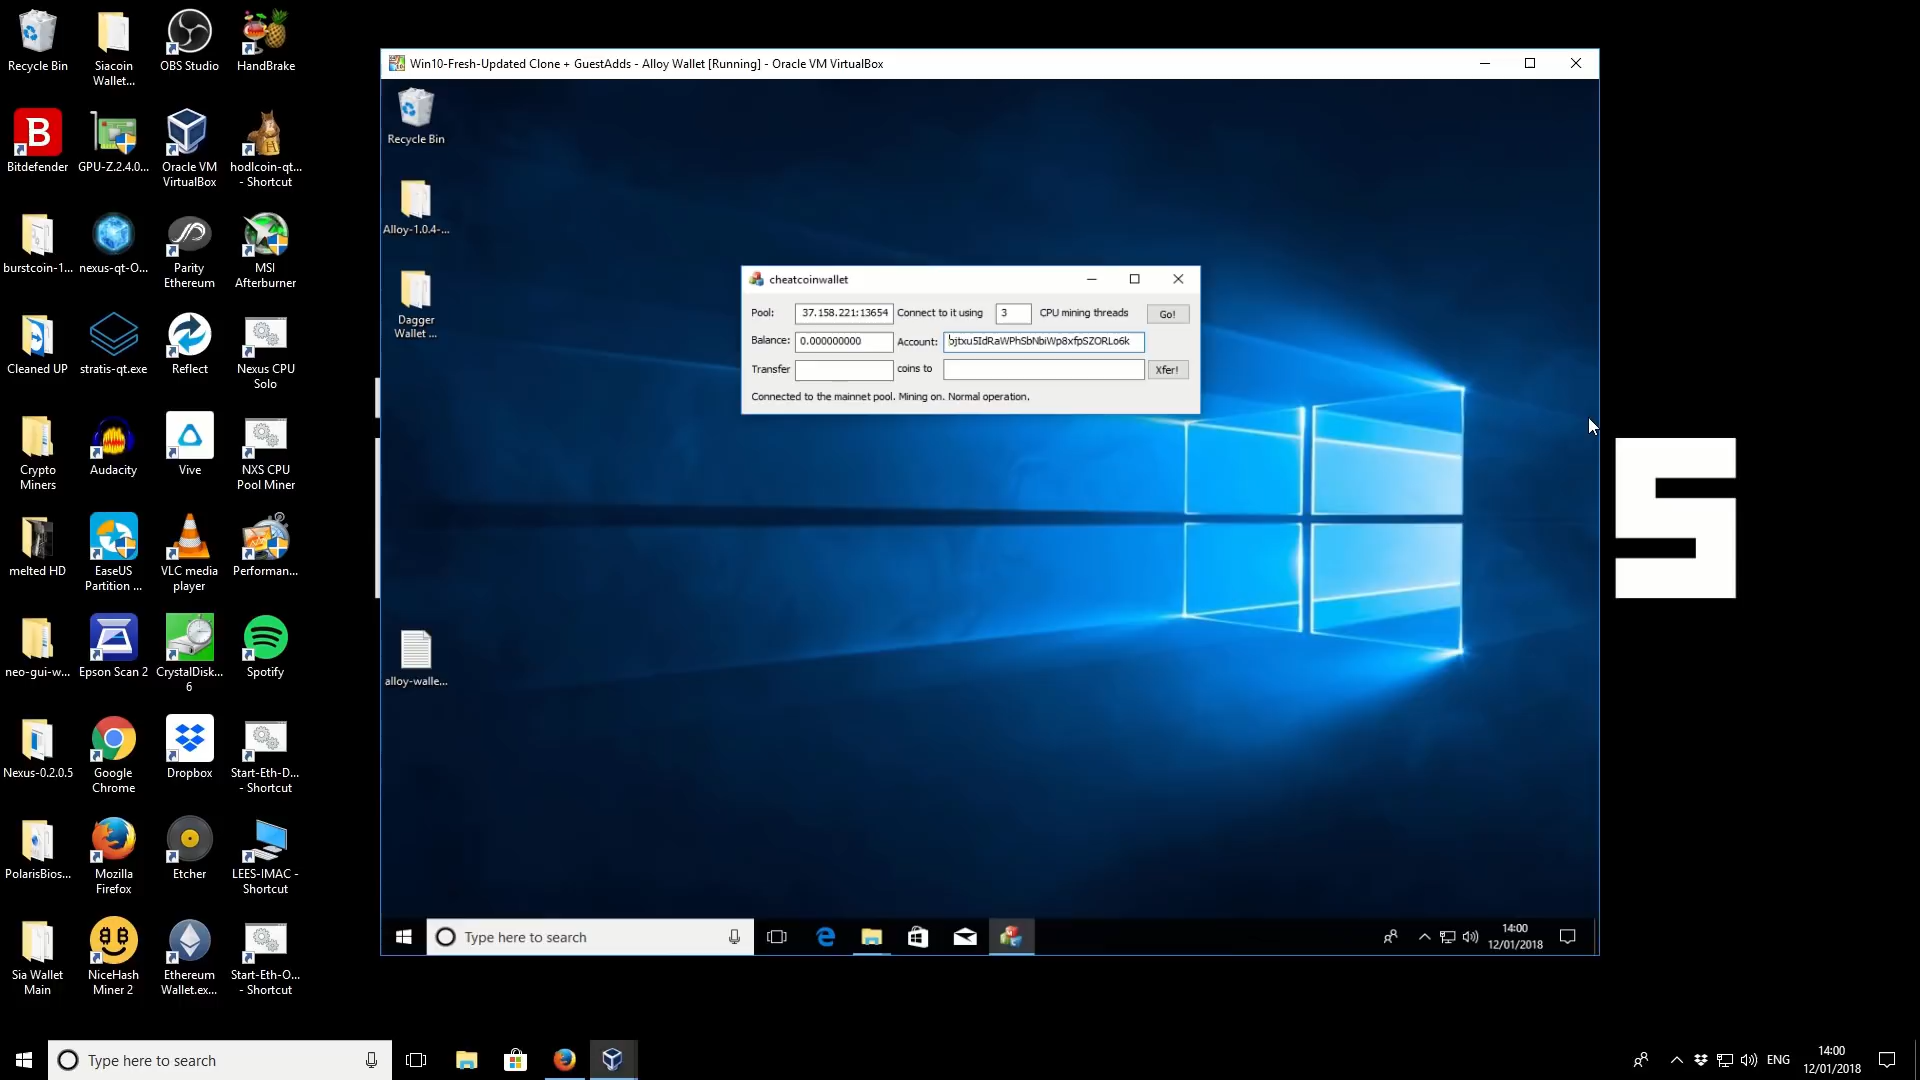 Recycle Bin
Siacoin
Wallet...
OBS Studio
HandBrake
Bitdefender
GPU-Z.2.4.0...
Oracle VM
VirtualBox
hodlcoin-qt...
- Shortcut
burstcoin-1...
nexus-qt-O...
Parity
Ethereum
MSI
Afterburner
Cleaned UP
stratis-qt.exe
Reflect
Nexus CPU
Solo
Crypto
Miners
Audacity
Vive
NXS CPU
Pool Miner
melted HD
EaseUS
Partition ...
VLC media
player
Performan...
neo-gui-w...
Epson Scan 2
CrystalDisk...
6
Spotify
Nexus-0.2.0.5
Google
Chrome
Dropbox
Start-Eth-D...
- Shortcut
PolarisBios...
Mozilla
Firefox
Etcher
LEES-IMAC -
Shortcut
Sia Wallet
Main
NiceHash
Miner 2
Ethereum
Wallet.ex...
Start-Eth-O...
- Shortcut
Win10-Fresh-Updated Clone + GuestAdds - Alloy Wallet [Running] - Oracle VM VirtualBox
Recycle Bin
Alloy-1.0.4-...
Dagger
Wallet ...
alloy-walle...
cheatcoinwallet
Pool: 37.158.221:13654 Connect to it using 3 CPU mining threads Go!
Balance: 0.000000000 Account: bjtxu5IdRaWPhSbNbiWp8xfpSZORLo6k
Transfer coins to Xfer!
Connected to the mainnet pool. Mining on. Normal operation.
Type here to search
14:00
12/01/2018
S
Type here to search
ENG
14:00
12/01/2018